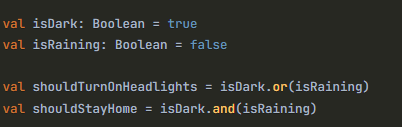 val isDark: Boolean = true
val isRaining: Boolean = false
val shouldTurnOnHeadlights = isDark.or(isRaining)
val shouldStayHome = isDark.and(isRaining)